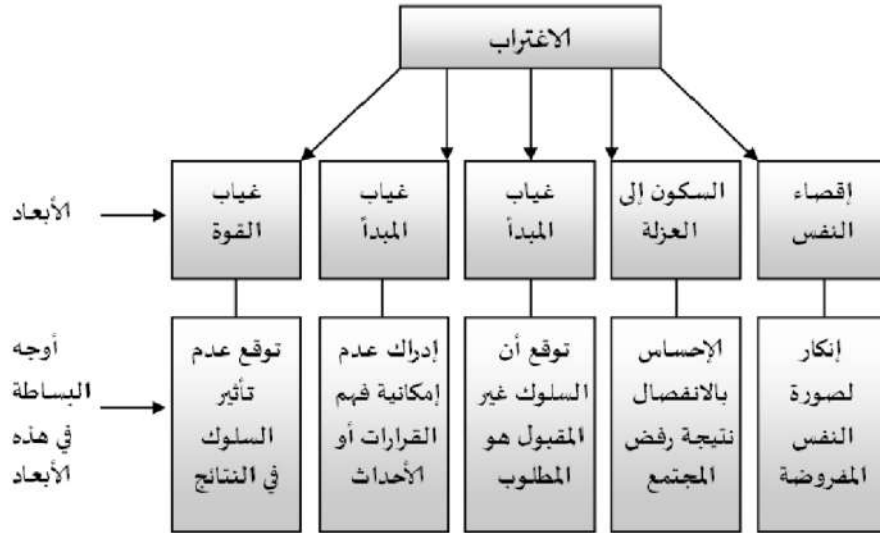 الاغتراب
إقصاء
النفس
السكون إلى
العزلة
غياب
المبدأ
غياب
المبدأ
غياب
القوة
الأبعاد
إنكار
لصورة
النفس
المفروضة
الإحساس
بالانفصال
نتيجة رفض
المجتمع
توقع أن
السلوك غير
المقبول هو
المطلوب
إدراك عدم
إمكانية فهم
القرارات أو
الأحداث
توقع عدم
تأثير
السلوك
في النتائج
أوجه
البساطة
في هذه
الأبعاد